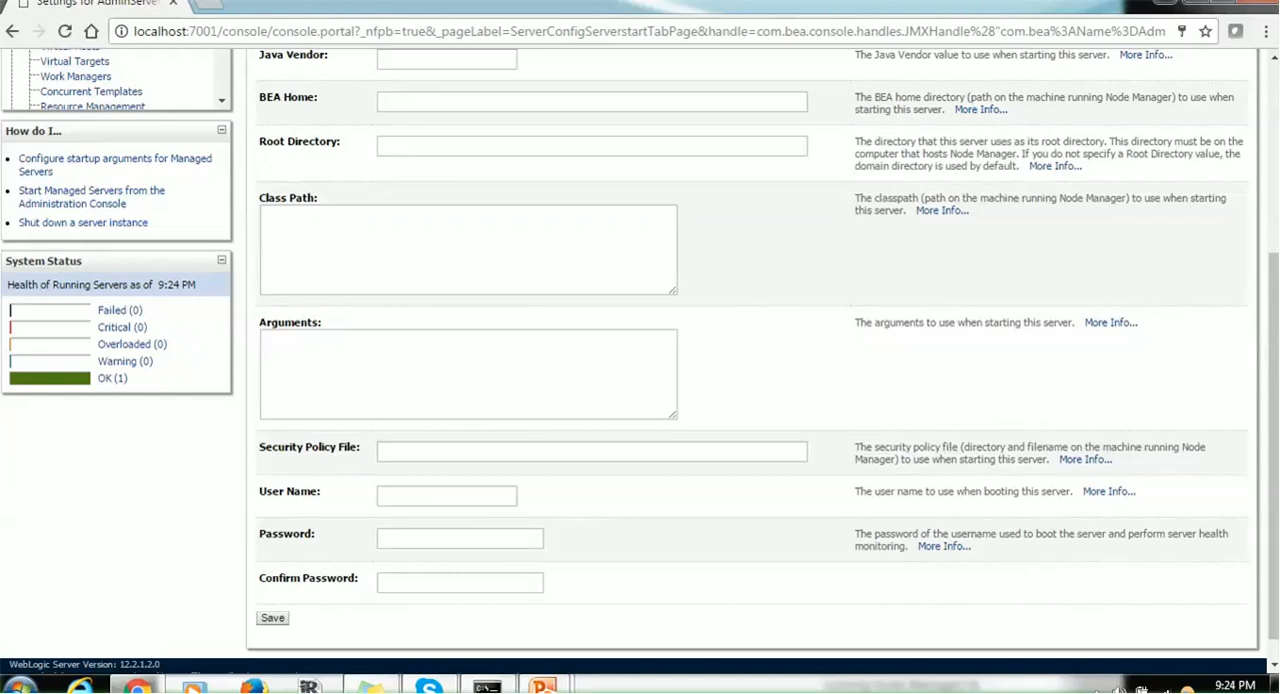 Settings for AdminServer
localhost:7001/console/console.portal?_nfpb=true&_pageLabel=ServerConfigServerstartTabPage&handle=com.bea.console.handles.JMXHandle%28"com.bea%3AName%3DAdm
Virtual Targets
Work Managers
Concurrent Templates
Resource Management
How do I...
Configure startup arguments for Managed
Servers
Start Managed Servers from the
Administration Console
Shut down a server instance
System Status
Health of Running Servers as of 9:24 PM
Failed (0)
Critical (0)
Overloaded (0)
Warning (0)
OK (1)
Java Vendor:
The Java Vendor value to use when starting this server. More Info...
BEA Home:
The BEA home directory (path on the machine running Node Manager) to use when
starting this server. More Info...
Root Directory:
The directory that this server uses as its root directory. This directory must be on the
computer that hosts Node Manager. If you do not specify a Root Directory value, the
domain directory is used by default. More Info...
Class Path:
The classpath (path on the machine running Node Manager) to use when starting
this server. More Info...
Arguments:
The arguments to use when starting this server. More Info...
Security Policy File:
The security policy file (directory and filename on the machine running Node
Manager) to use when starting this server. More Info...
User Name:
The user name to use when booting this server. More Info...
Password:
The password of the username used to boot the server and perform server health
monitoring. More Info...
Confirm Password:
Save
WebLogic Server Version: 12.2.1.2.0
9:24 PM